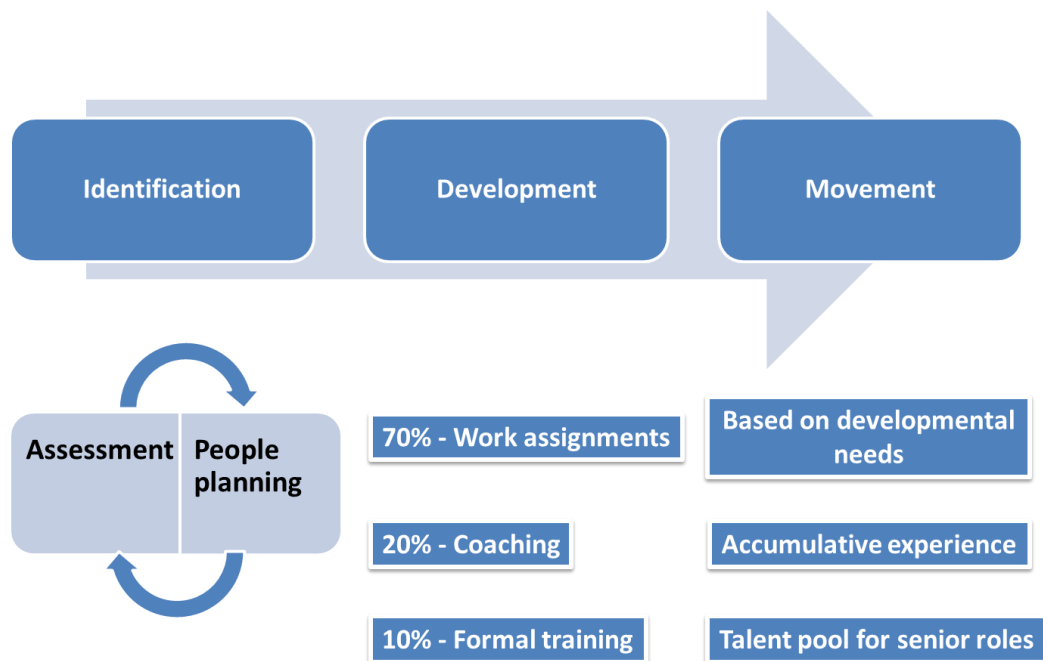 Identification
Development
Movement
Assessment
People
planning
70% - Work assignments
20% - Coaching
10% - Formal training
Based on developmental
needs
Accumulative experience
Talent pool for senior roles